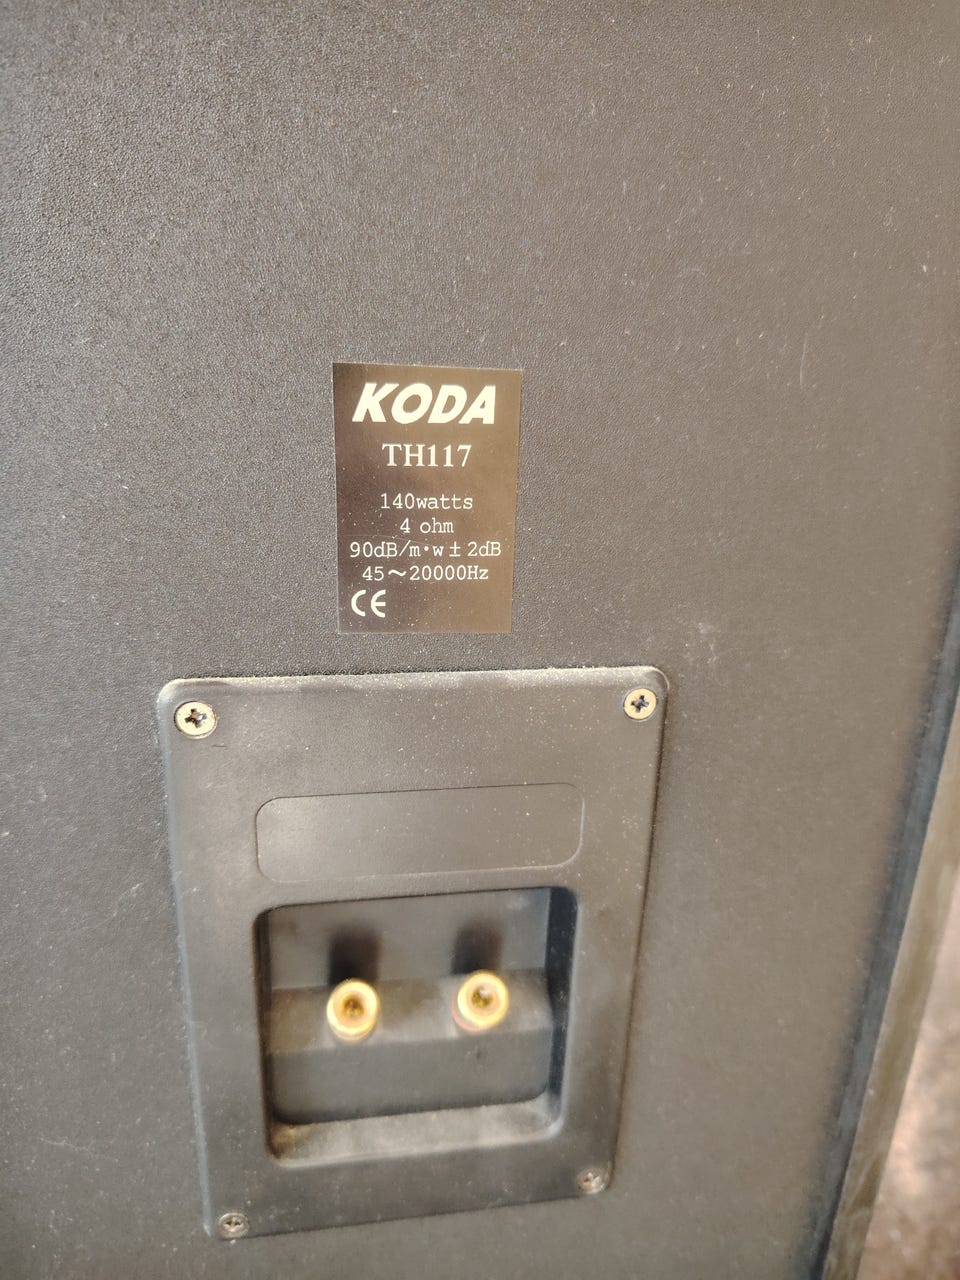 KODA
TH117
140watts
4 ohm
90dB/m·w ± 2dB
45～20000Hz
CE